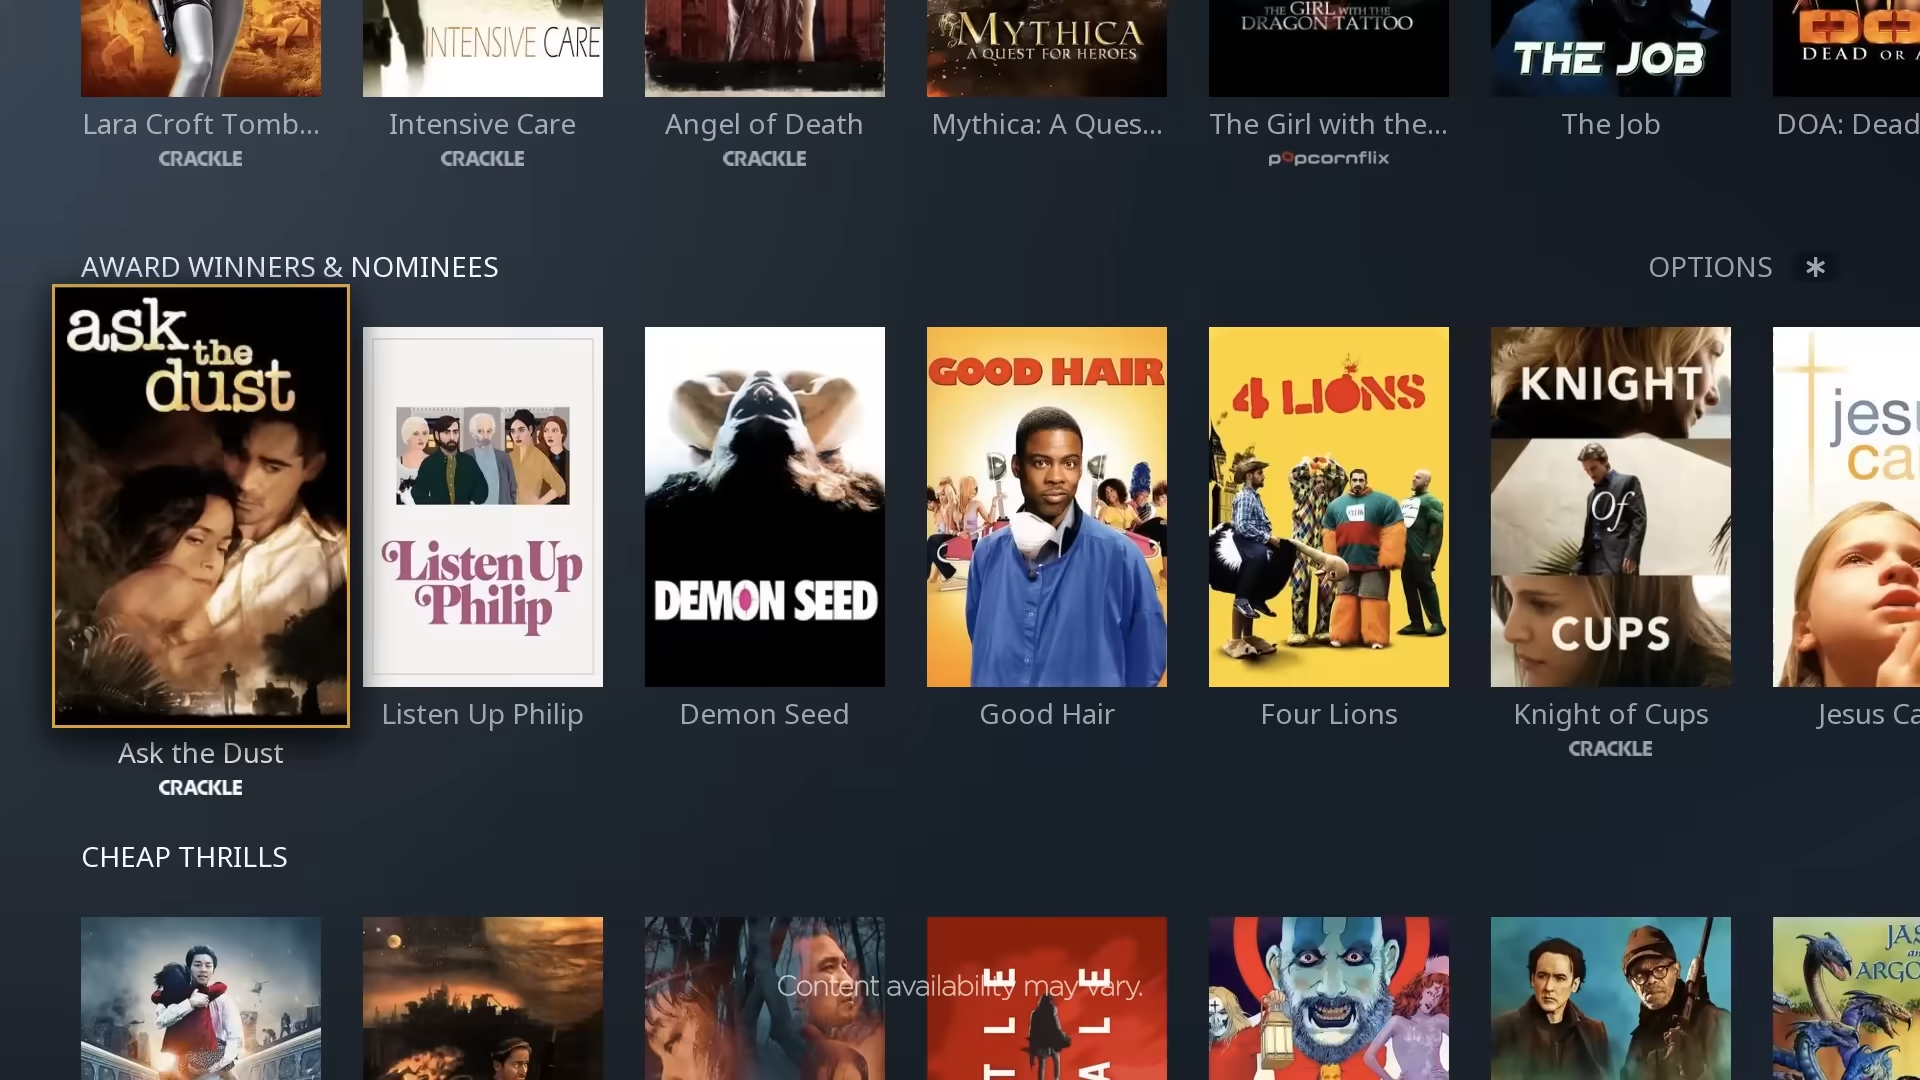 INTENSIVE CARE
MYTHICA
A QUEST FOR HEROES
THE GIRL WITH THE
DRAGON TATTOO
THE JOB
DEAD OR
Lara Croft Tomb...
Intensive Care
Angel of Death
Mythica: A Ques...
The Girl with the...
The Job
DOA: Dead
CRACKLE
CRACKLE
CRACKLE
popcornflix
AWARD WINNERS & NOMINEES
OPTIONS *
ask
the
dust
Listen Up
Philip
DEMON SEED
GOOD HAIR
4 LIONS
KNIGHT
Of
CUPS
Ask the Dust
CRACKLE
Listen Up Philip
Demon Seed
Good Hair
Four Lions
Knight of Cups
CRACKLE
Jesus Ca
CHEAP THRILLS
Content availability may vary.